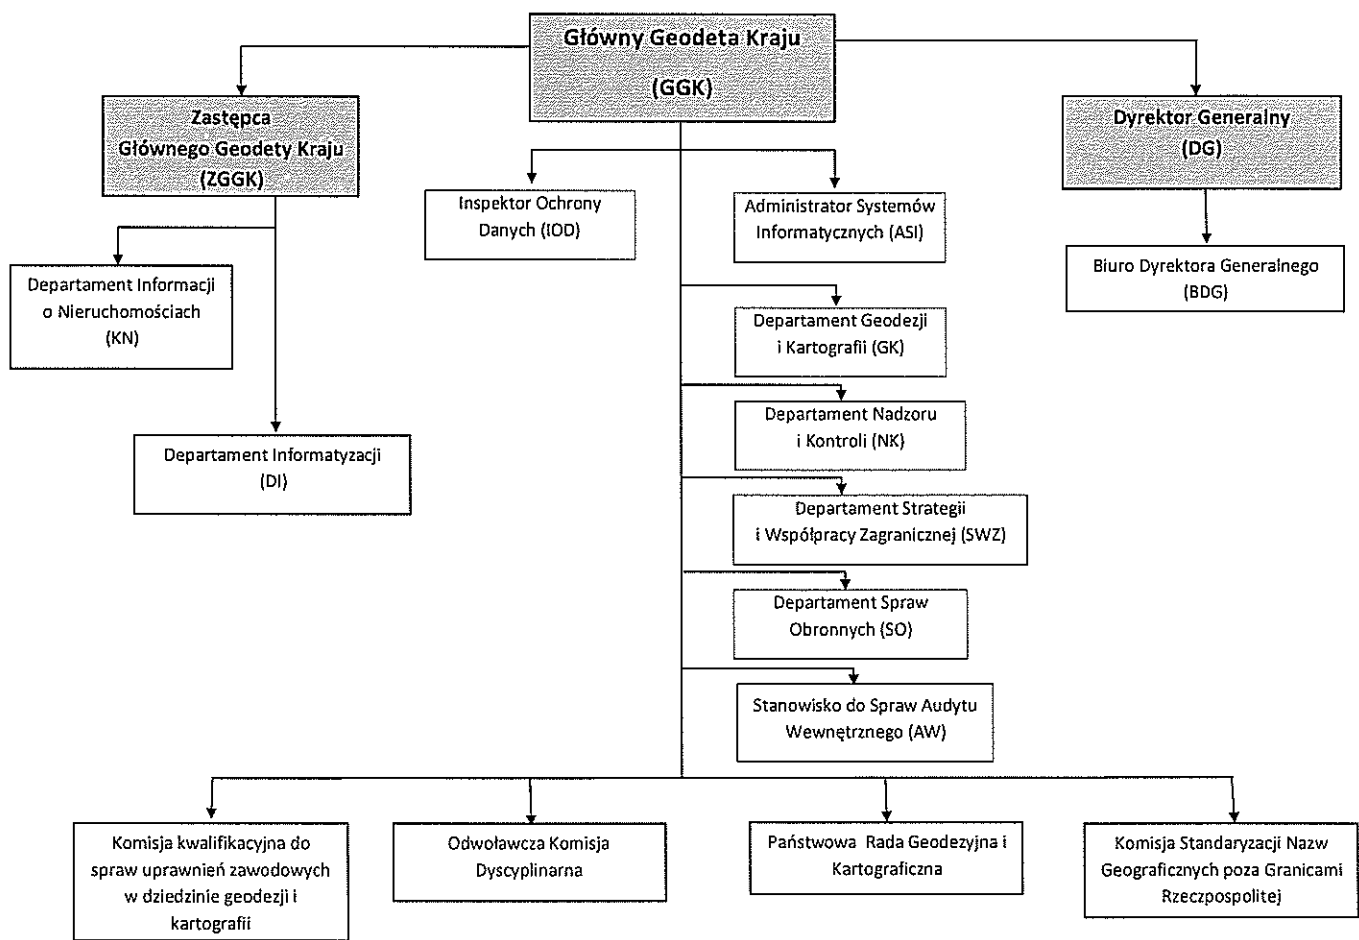 Główny Geodeta Kraju
(GGK)
Zastępca
Głównego Geodety Kraju
(ZGGK)
Dyrektor Generalny
(DG)
Inspektor Ochrony
Danych (IOD)
Administrator Systemów
Informatycznych (ASI)
Biuro Dyrektora Generalnego
(BDG)
Departament Informacji
o Nieruchomościach
(KN)
Departament Geodezji
i Kartografii (GK)
Departament Nadzoru
i Kontroli (NK)
Departament Informatyzacji
(DI)
Departament Strategii
i Współpracy Zagranicznej (SWZ)
Departament Spraw
Obronnych (SO)
Stanowisko do Spraw Audytu
Wewnętrznego (AW)
Komisja kwalifikacyjna do
spraw uprawnień zawodowych
w dziedzinie geodezji i
kartografii
Odwoławcza Komisja
Dyscyplinarna
Państwowa Rada Geodezyjna i
Kartograficzna
Komisja Standaryzacji Nazw
Geograficznych poza Granicami
Rzeczpospolitej